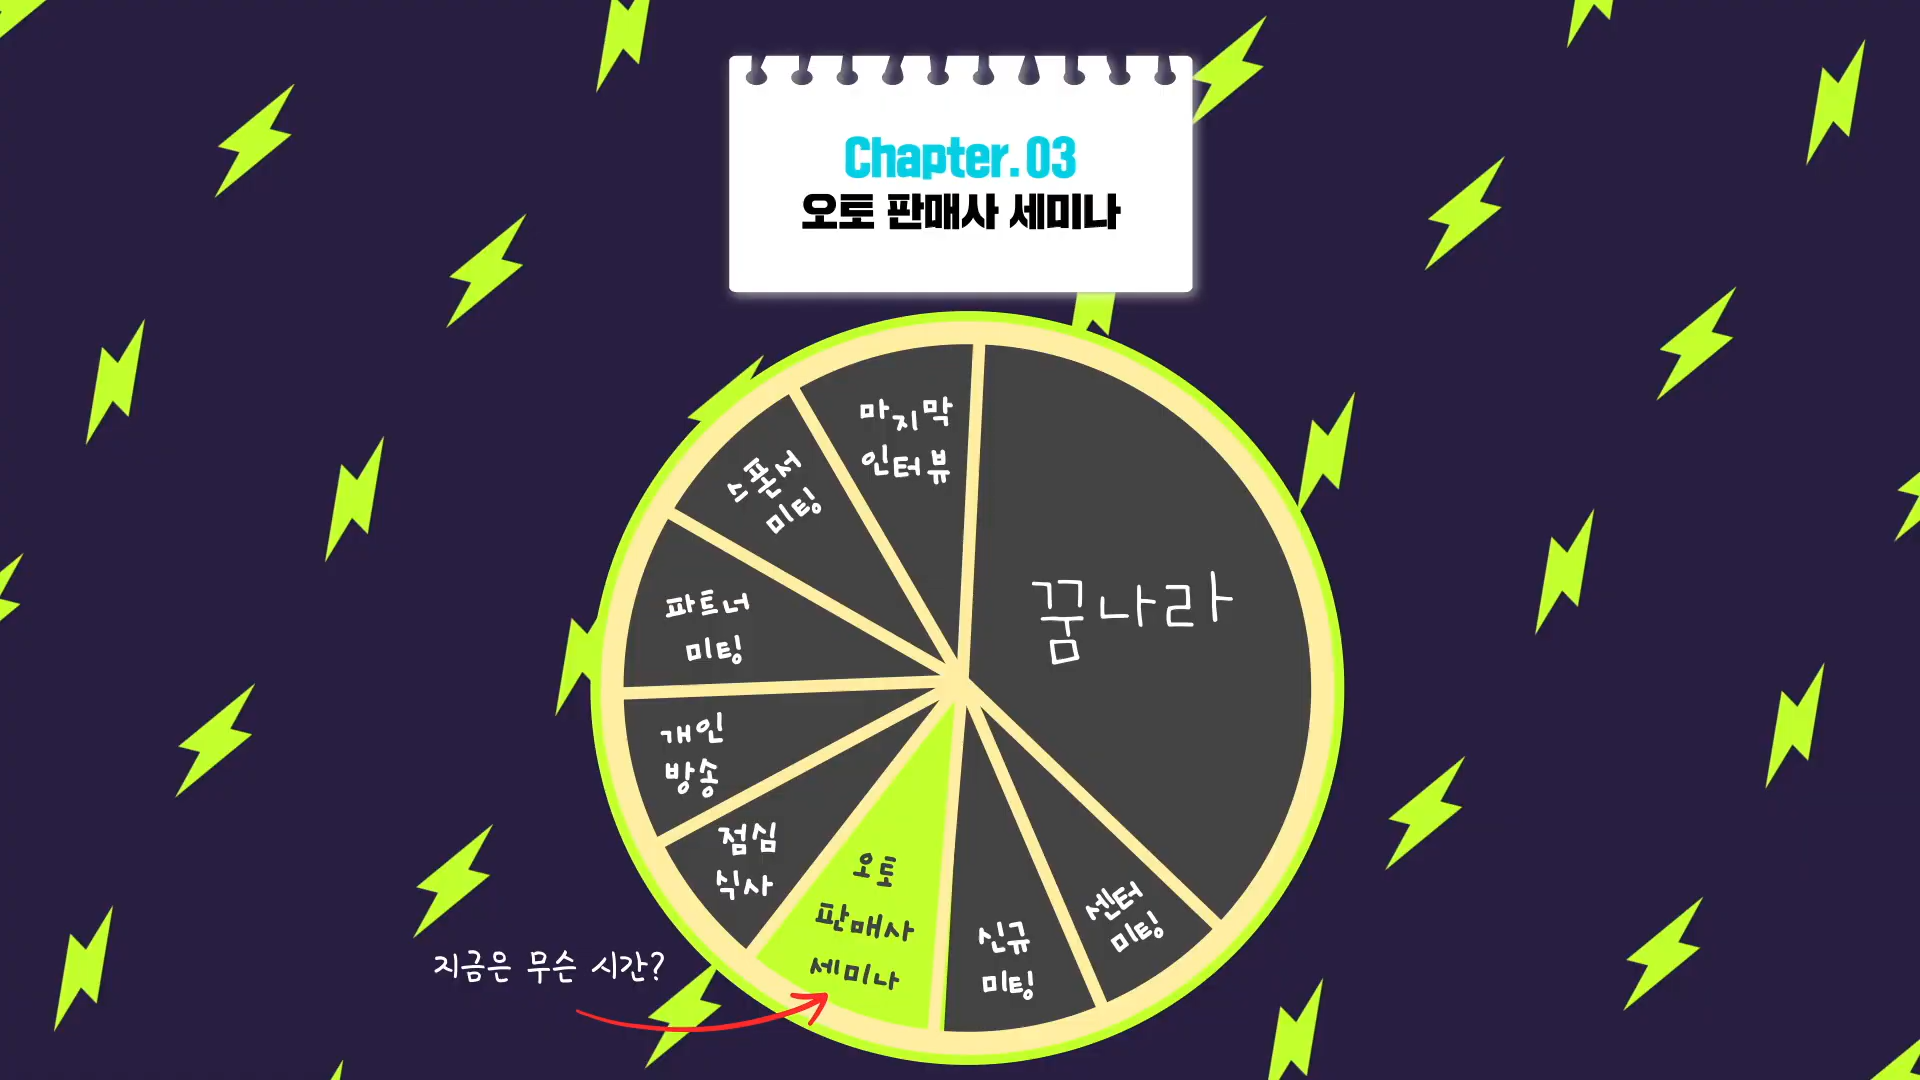 Chapter.03
오토 판매사 세미나
마지막
인터뷰
스폰서
미팅
꿈나라
파트너
미팅
개인
방송
점심
식사
오토
판매사
세미나
신규
미팅
센터
미팅
지금은 무슨 시간?